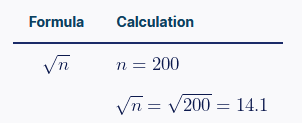 Formula Calculation
√n n = 200
√n = √200 = 14.1